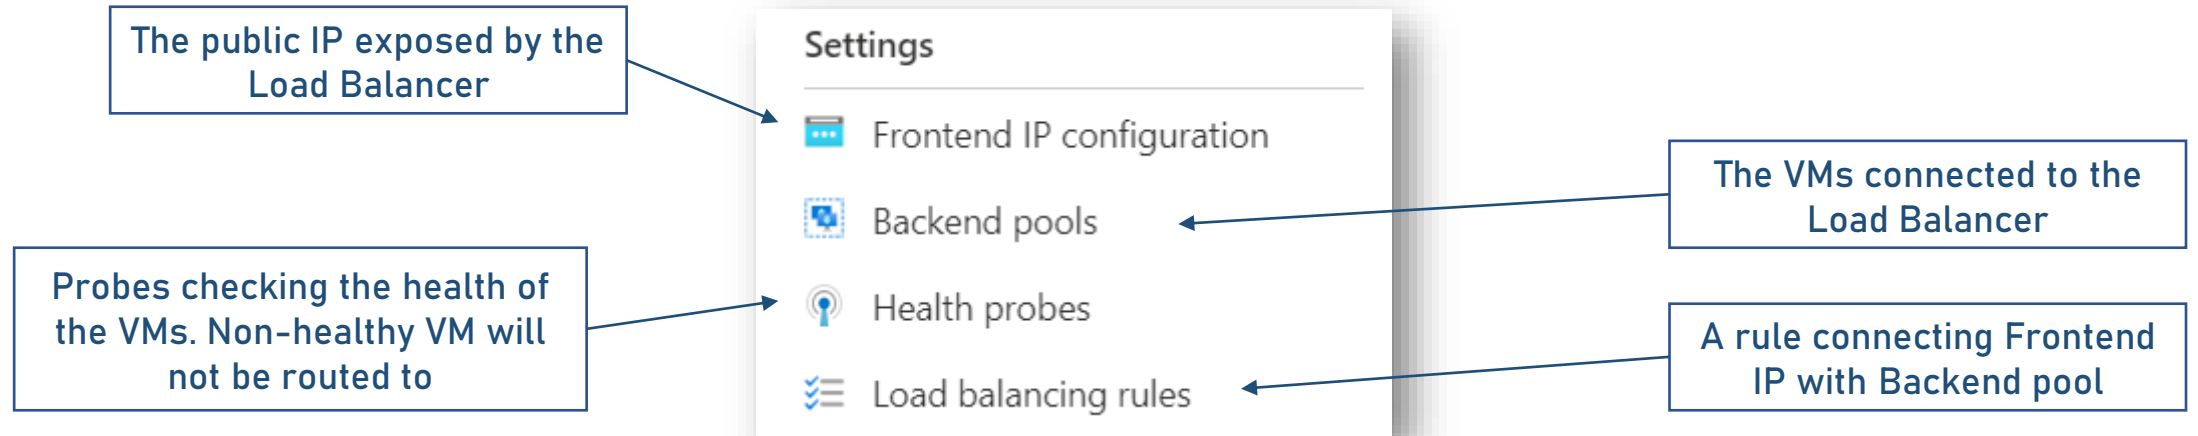 The public IP exposed by the
Load Balancer
Settings
Frontend IP configuration
Backend pools
The VMs connected to the
Load Balancer
Probes checking the health of
the VMs. Non-healthy VM will
not be routed to
Health probes
Load balancing rules
A rule connecting Frontend
IP with Backend pool